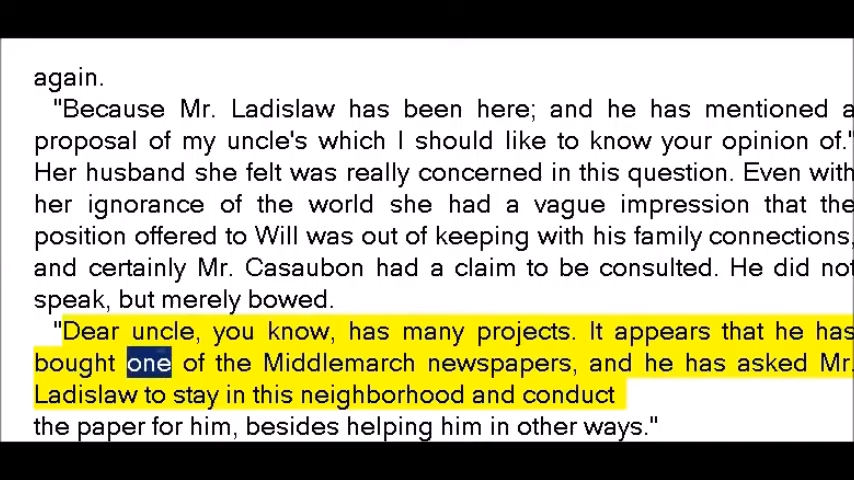 again.
"Because Mr. Ladislaw has been here; and he has mentioned a
proposal of my uncle's which I should like to know your opinion of."
Her husband she felt was really concerned in this question. Even with
her ignorance of the world she had a vague impression that the
position offered to Will was out of keeping with his family connections,
and certainly Mr. Casaubon had a claim to be consulted. He did not
speak, but merely bowed.
"Dear uncle, you know, has many projects. It appears that he has
bought one of the Middlemarch newspapers, and he has asked Mr.
Ladislaw to stay in this neighborhood and conduct
the paper for him, besides helping him in other ways."